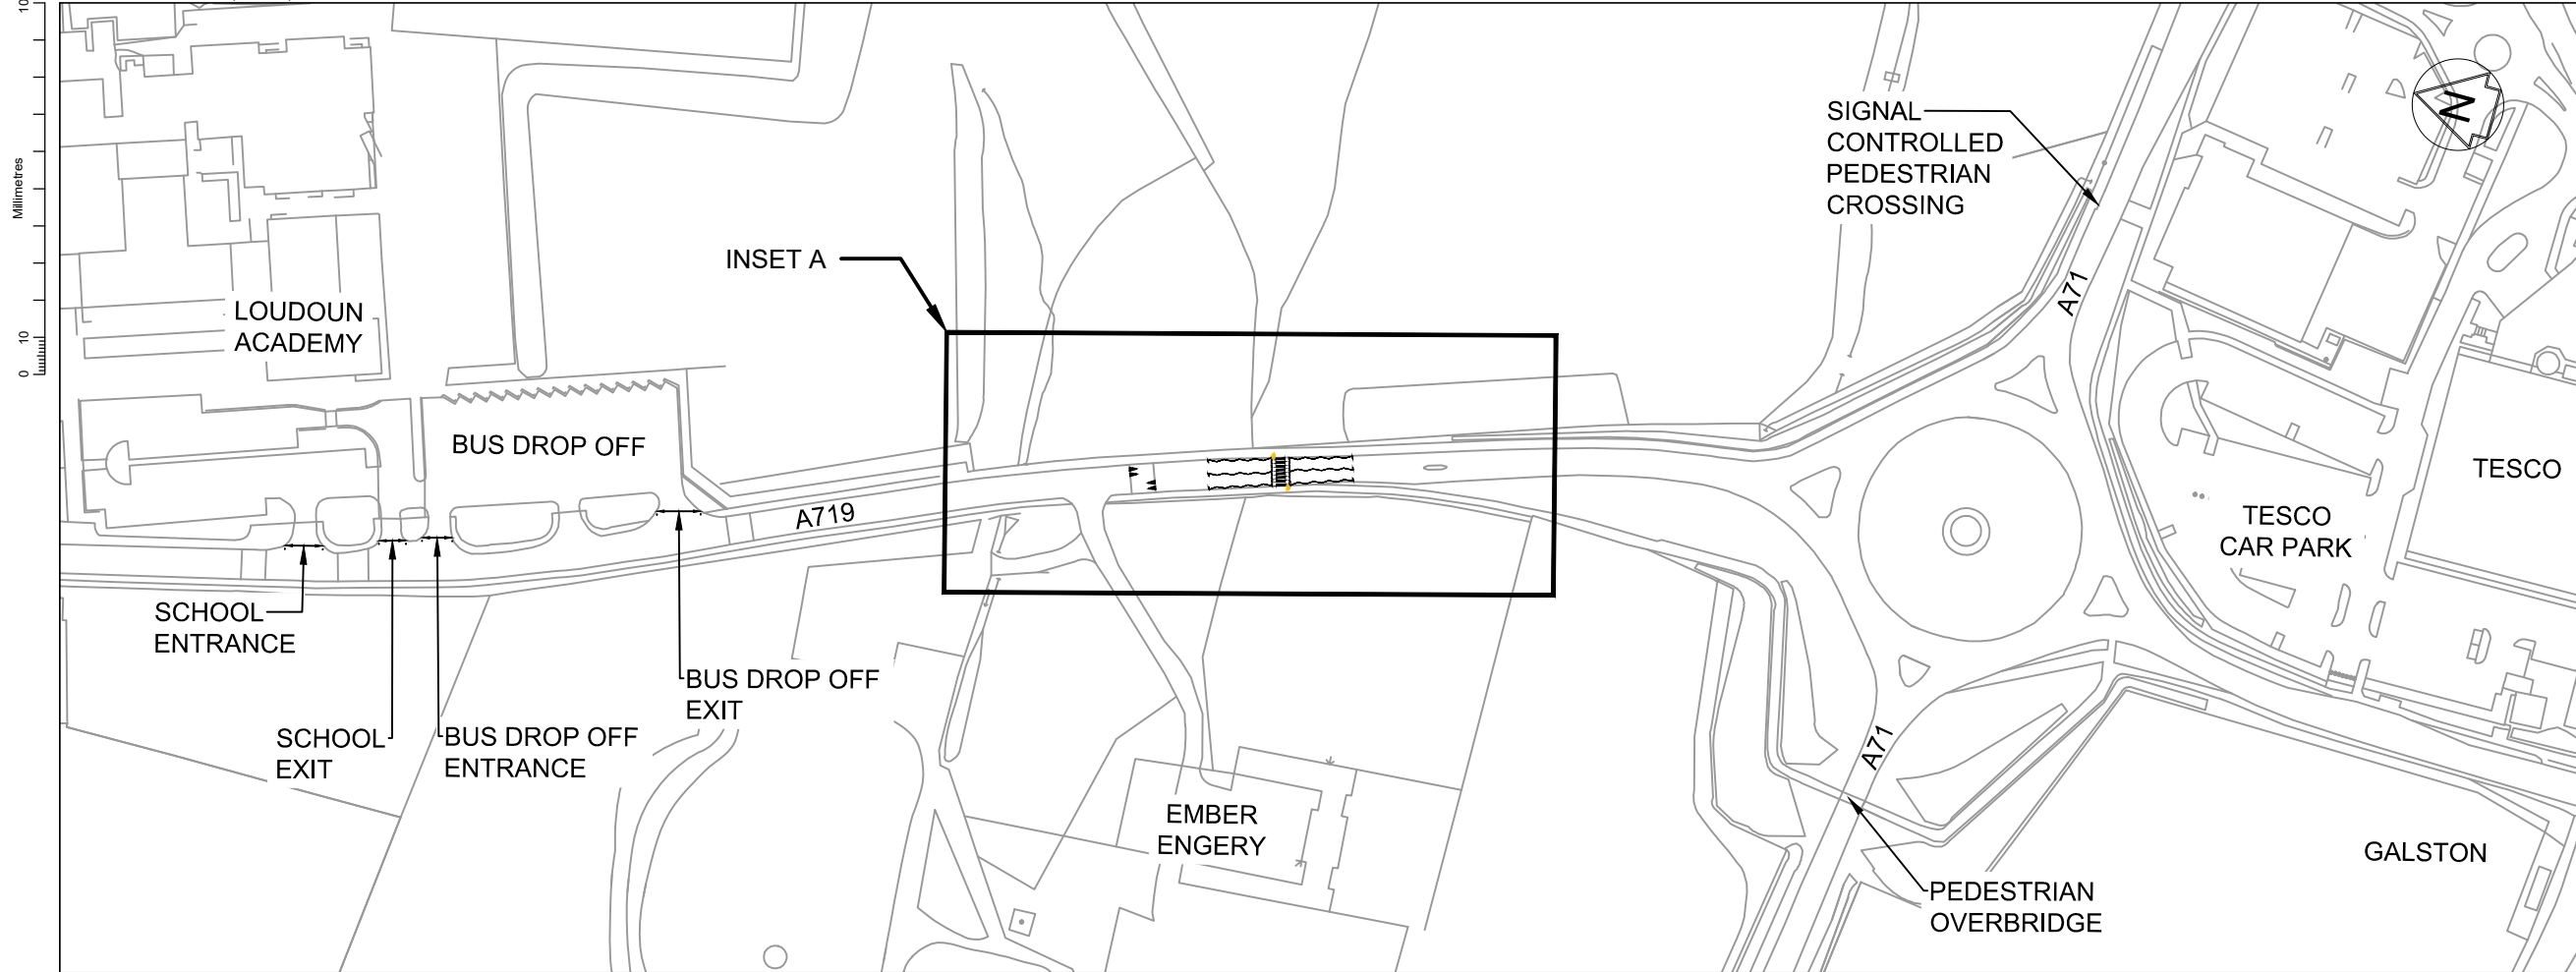 10
Millimetres
10
0
N
SIGNAL
CONTROLLED
PEDESTRIAN
CROSSING
INSET A
A71
LOUDOUN
ACADEMY
BUS DROP OFF
TESCO
A719
TESCO
CAR PARK
SCHOOL
ENTRANCE
BUS DROP OFF
EXIT
SCHOOL
EXIT
BUS DROP OFF
ENTRANCE
A71
EMBER
ENGERY
GALSTON
PEDESTRIAN
OVERBRIDGE